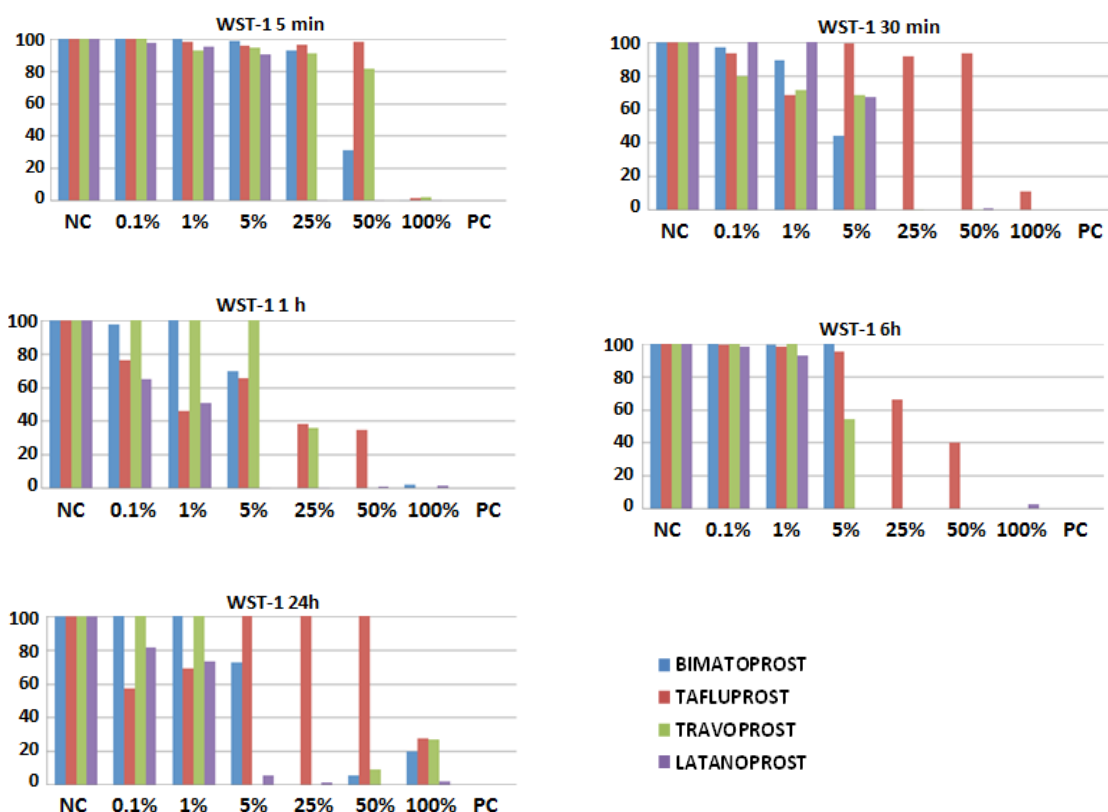 WST-1 5 min
100
80
60
40
20
0
NC 0.1% 1% 5% 25% 50% 100% PC
WST-1 30 min
100
80
60
40
20
0
NC 0.1% 1% 5% 25% 50% 100% PC
WST-1 1 h
100
80
60
40
20
0
NC 0.1% 1% 5% 25% 50% 100% PC
WST-1 6h
100
80
60
40
20
0
NC 0.1% 1% 5% 25% 50% 100% PC
WST-1 24h
100
80
60
40
20
0
NC 0.1% 1% 5% 25% 50% 100% PC
BIMATOPROST
TAFLUPROST
TRAVOPROST
LATANOPROST